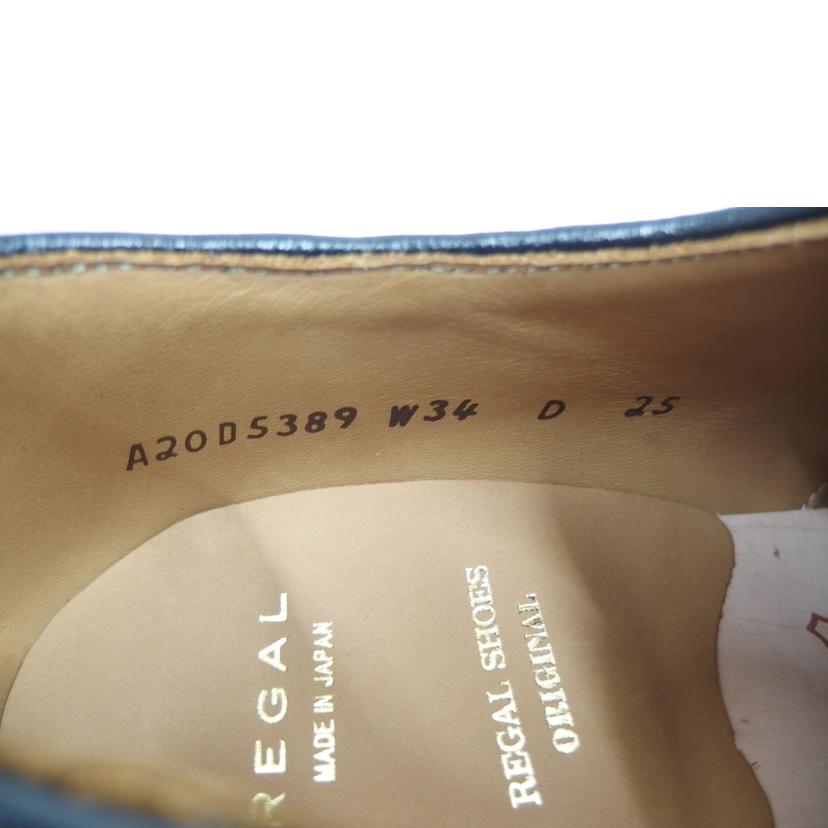 A20D5389 W34 D 25
REGAL
MADE IN JAPAN
REGAL SHOES
ORIGINAL